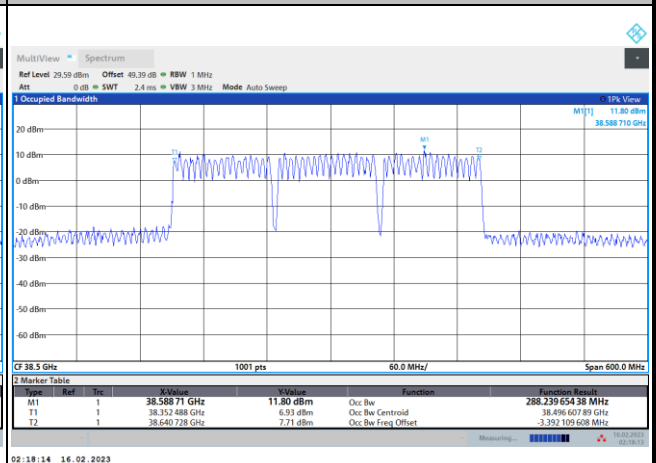 MultiView Spectrum
Ref Level 29.59 dBm Offset 49.39 dB RBW 1 MHz
Att 0 dB SWT 2.4 ms VBW 3 MHz Mode Auto Sweep
1 Occupied Bandwidth 1Pk View
M1[1] 11.80 dBm
38.588 710 GHz
20 dBm
M1
10 dBm
T1 T2
0 dBm
-10 dBm
-20 dBm
-30 dBm
-40 dBm
-50 dBm
-60 dBm
CF 38.5 GHz 1001 pts 60.0 MHz/ Span 600.0 MHz
2 Marker Table
Type Ref Trc X-Value Y-Value Function Function Result
M1 1 38.588 71 GHz 11.80 dBm Occ Bw 288.239 654 38 MHz
T1 1 38.352 488 GHz 6.93 dBm Occ Bw Centroid 38.496 607 89 GHz
T2 1 38.640 728 GHz 7.71 dBm Occ Bw Freq Offset -3.392 109 608 MHz
Measuring... 16.02.2023
02:18:13
02:18:14 16.02.2023